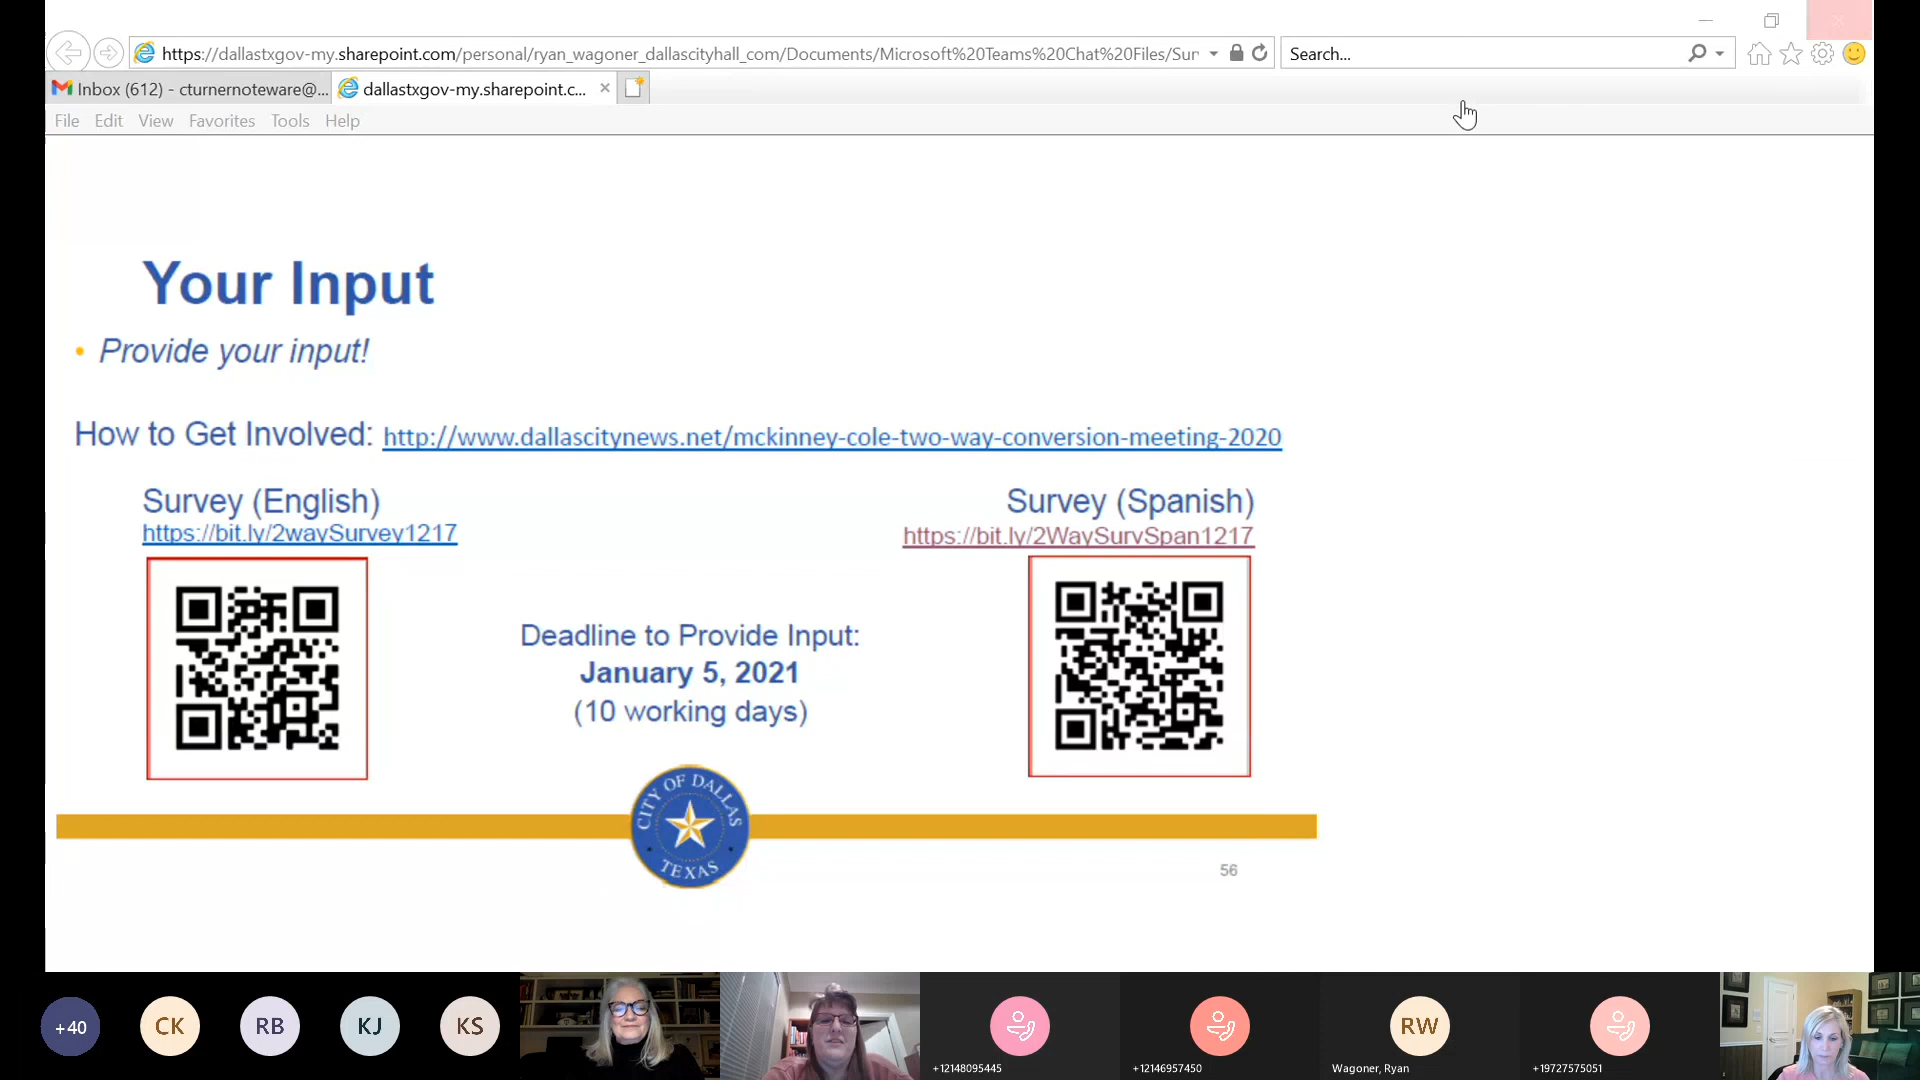 https://dallastxgov-my.sharepoint.com/personal/ryan_wagoner_dallascityhall_com/Documents/Microsoft%20Teams%20Chat%20Files/Sur
Search...
Inbox (612) - cturnernoteware@...
dallastxgov-my.sharepoint.c...
File Edit View Favorites Tools Help
Your Input
• Provide your input!
How to Get Involved: http://www.dallascitynews.net/mckinney-cole-two-way-conversion-meeting-2020
Survey (English)
https://bit.ly/2waySurvey1217
Survey (Spanish)
https://bit.ly/2WaySurvSpan1217
Deadline to Provide Input:
January 5, 2021
(10 working days)
CITY OF DALLAS
TEXAS
56
+40
CK
RB
KJ
KS
+12148095445
+12146957450
RW
Wagoner, Ryan
+19727575051